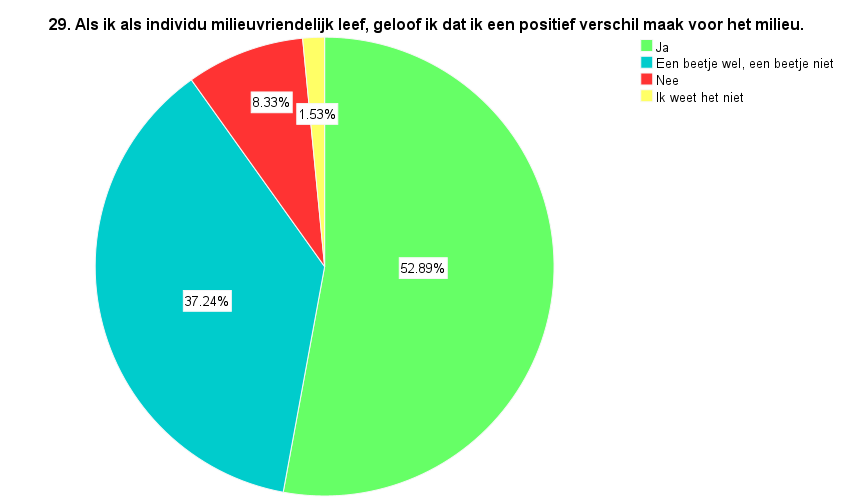 29. Als ik als individu milieuvriendelijk leef, geloof ik dat ik een positief verschil maak voor het milieu.
Ja
Een beetje wel, een beetje niet
Nee
Ik weet het niet
8.33%
1.53%
52.89%
37.24%